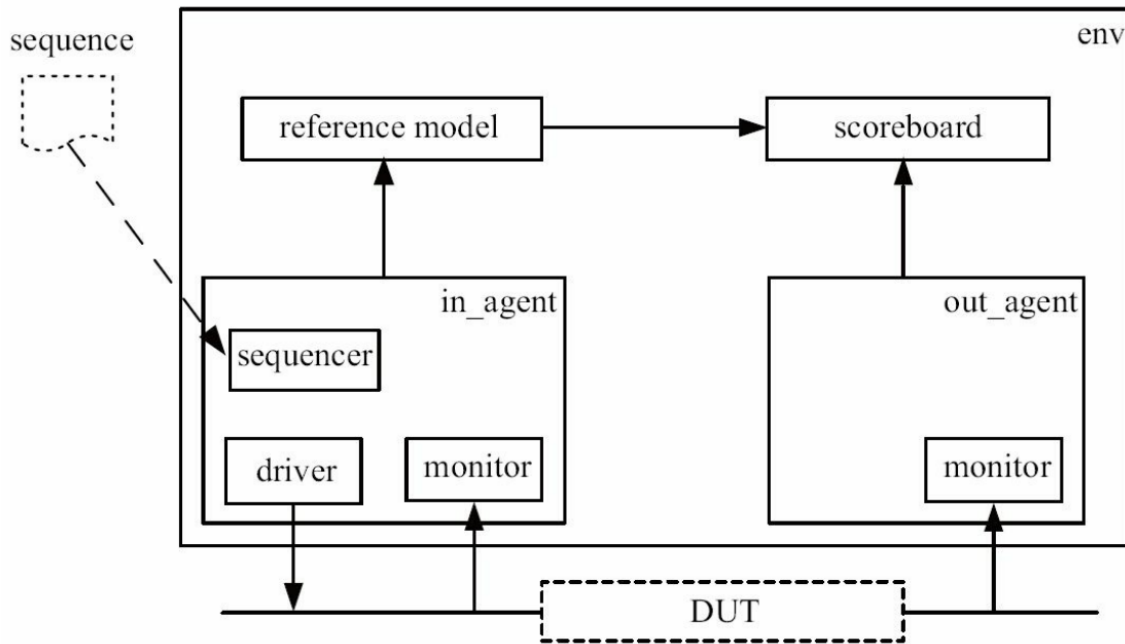 env
sequence
reference model
scoreboard
in_agent
out_agent
sequencer
driver
monitor
monitor
DUT